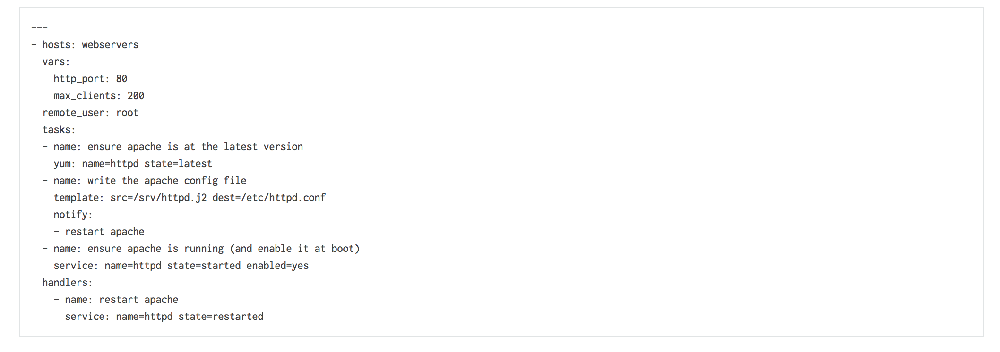 ---
- hosts: webservers
  vars:
    http_port: 80
    max_clients: 200
  remote_user: root
  tasks:
  - name: ensure apache is at the latest version
    yum: name=httpd state=latest
  - name: write the apache config file
    template: src=/srv/httpd.j2 dest=/etc/httpd.conf
    notify:
    - restart apache
  - name: ensure apache is running (and enable it at boot)
    service: name=httpd state=started enabled=yes
  handlers:
    - name: restart apache
      service: name=httpd state=restarted